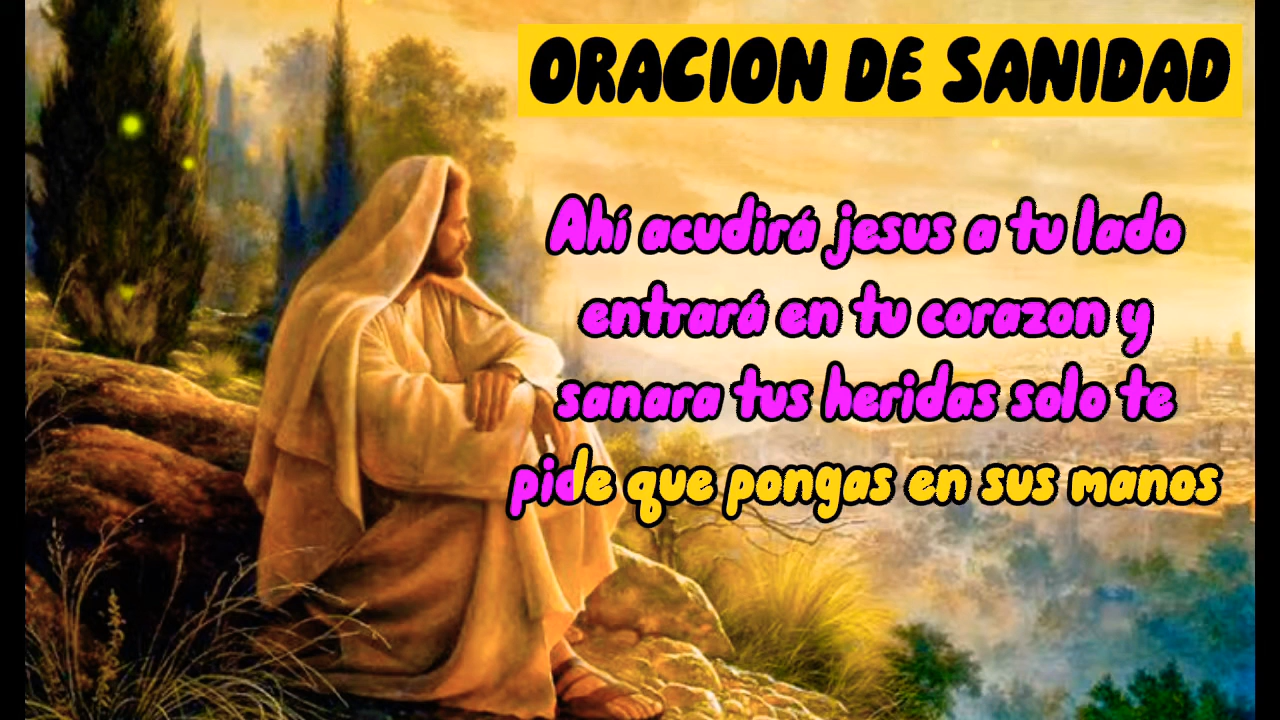 ORACION DE SANIDAD
Ahí acudirá jesus a tu lado
entrará en tu corazon y
sanara tus heridas solo te
pide que pongas en sus manos